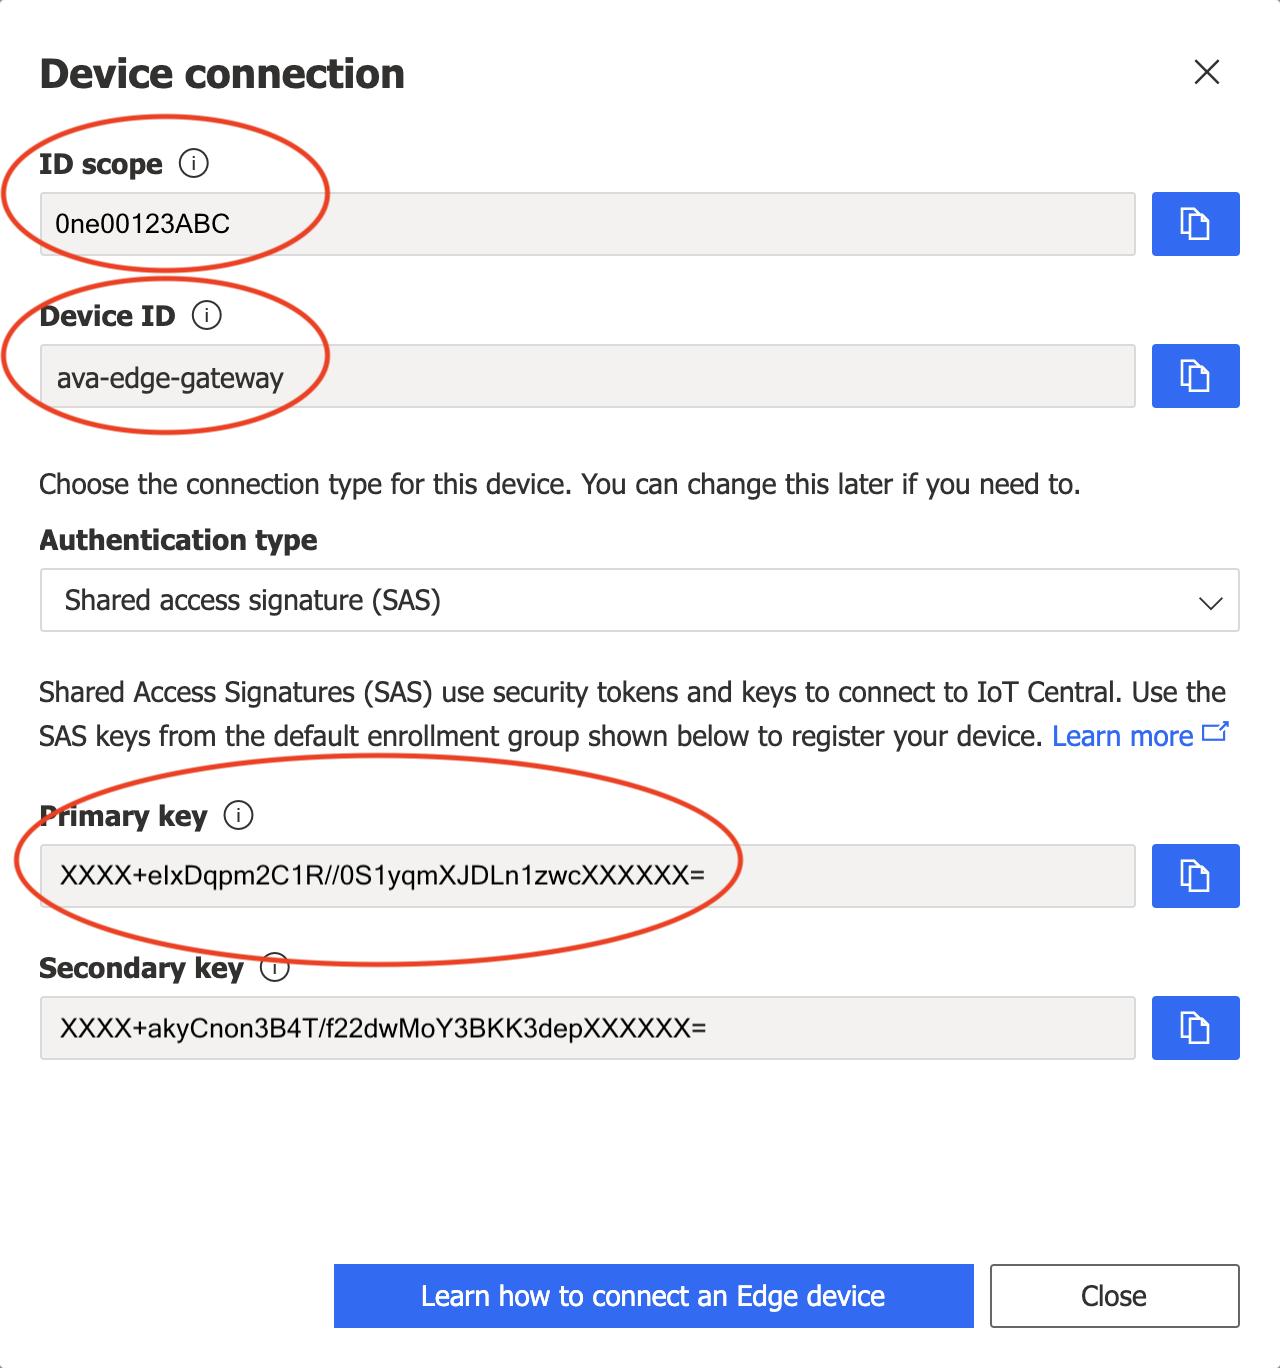 Device connection
ID scope
0ne00123ABC
Device ID
ava-edge-gateway
Choose the connection type for this device. You can change this later if you need to.
Authentication type
Shared access signature (SAS)
Shared Access Signatures (SAS) use security tokens and keys to connect to IoT Central. Use the
SAS keys from the default enrollment group shown below to register your device. Learn more
Primary key
XXXX+eIxDqpm2C1R//0S1yqmXJDLn1zwcXXXXXX=
Secondary key
XXXX+akyCnon3B4T/f22dwMoY3BKK3depXXXXXX=
Learn how to connect an Edge device
Close